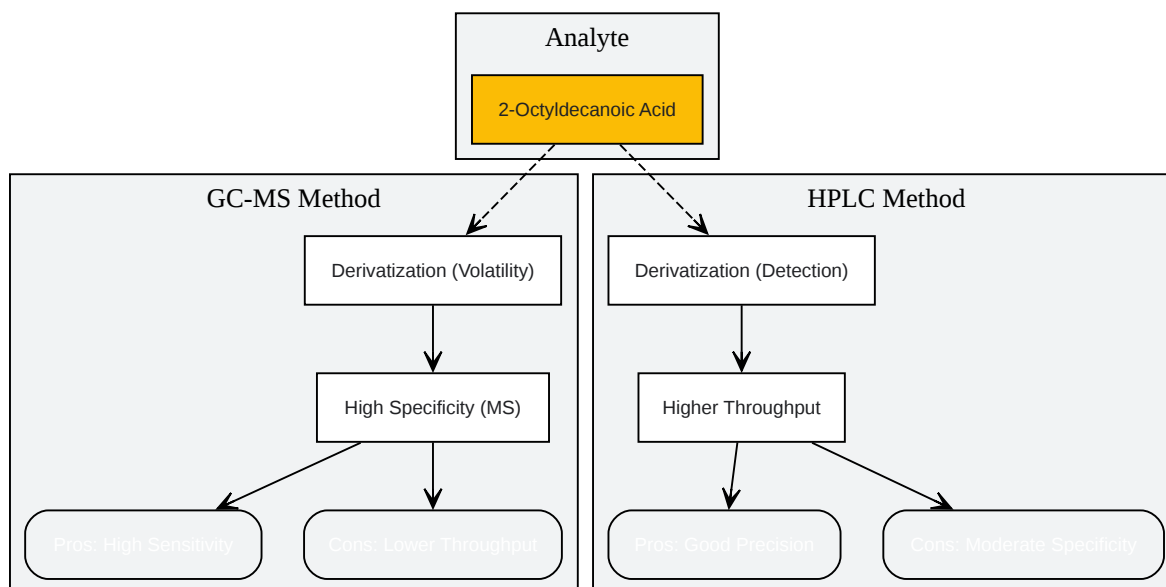 Analyte
2-Octyldecanoic Acid
GC-MS Method
HPLC Method
Derivatization (Volatility)
Derivatization (Detection)
High Specificity (MS)
Higher Throughput
Pros: High Sensitivity
Cons: Lower Throughput
Pros: Good Precision
Cons: Moderate Specificity